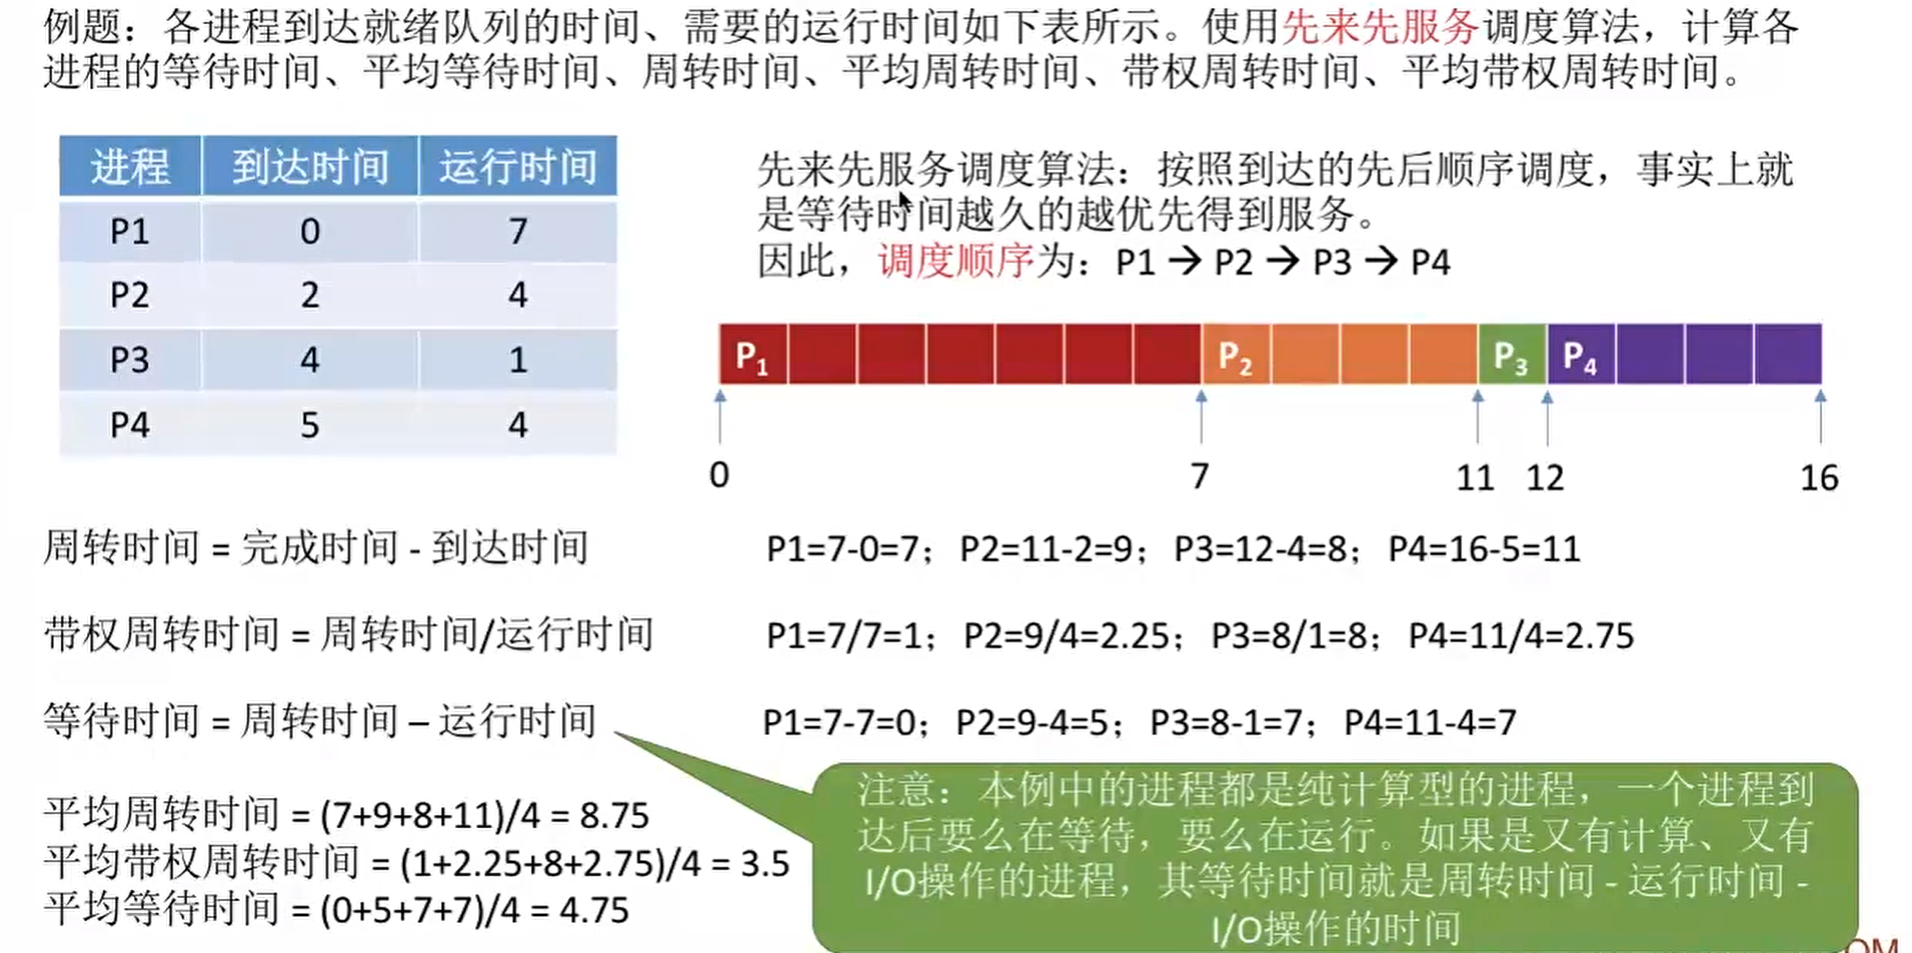 例题：各进程到达就绪队列的时间、需要的运行时间如下表所示。使用先来先服务调度算法，计算各
进程的等待时间、平均等待时间、周转时间、平均周转时间、带权周转时间、平均带权周转时间。
进程 到达时间 运行时间
P1 0 7
P2 2 4
P3 4 1
P4 5 4
先来先服务调度算法：按照到达的先后顺序调度，事实上就
是等待时间越久的越优先得到服务。
因此，调度顺序为：P1 → P2 → P3 → P4
P1 P2 P3 P4
0 7 11 12 16
周转时间 = 完成时间 - 到达时间
P1=7-0=7；P2=11-2=9；P3=12-4=8；P4=16-5=11
带权周转时间 = 周转时间/运行时间
P1=7/7=1；P2=9/4=2.25；P3=8/1=8；P4=11/4=2.75
等待时间 = 周转时间 – 运行时间
P1=7-7=0；P2=9-4=5；P3=8-1=7；P4=11-4=7
平均周转时间 = (7+9+8+11)/4 = 8.75
平均带权周转时间 = (1+2.25+8+2.75)/4 = 3.5
平均等待时间 = (0+5+7+7)/4 = 4.75
注意：本例中的进程都是纯计算型的进程，一个进程到
达后要么在等待，要么在运行。如果是又有计算、又有
I/O操作的进程，其等待时间就是周转时间 - 运行时间 -
I/O操作的时间